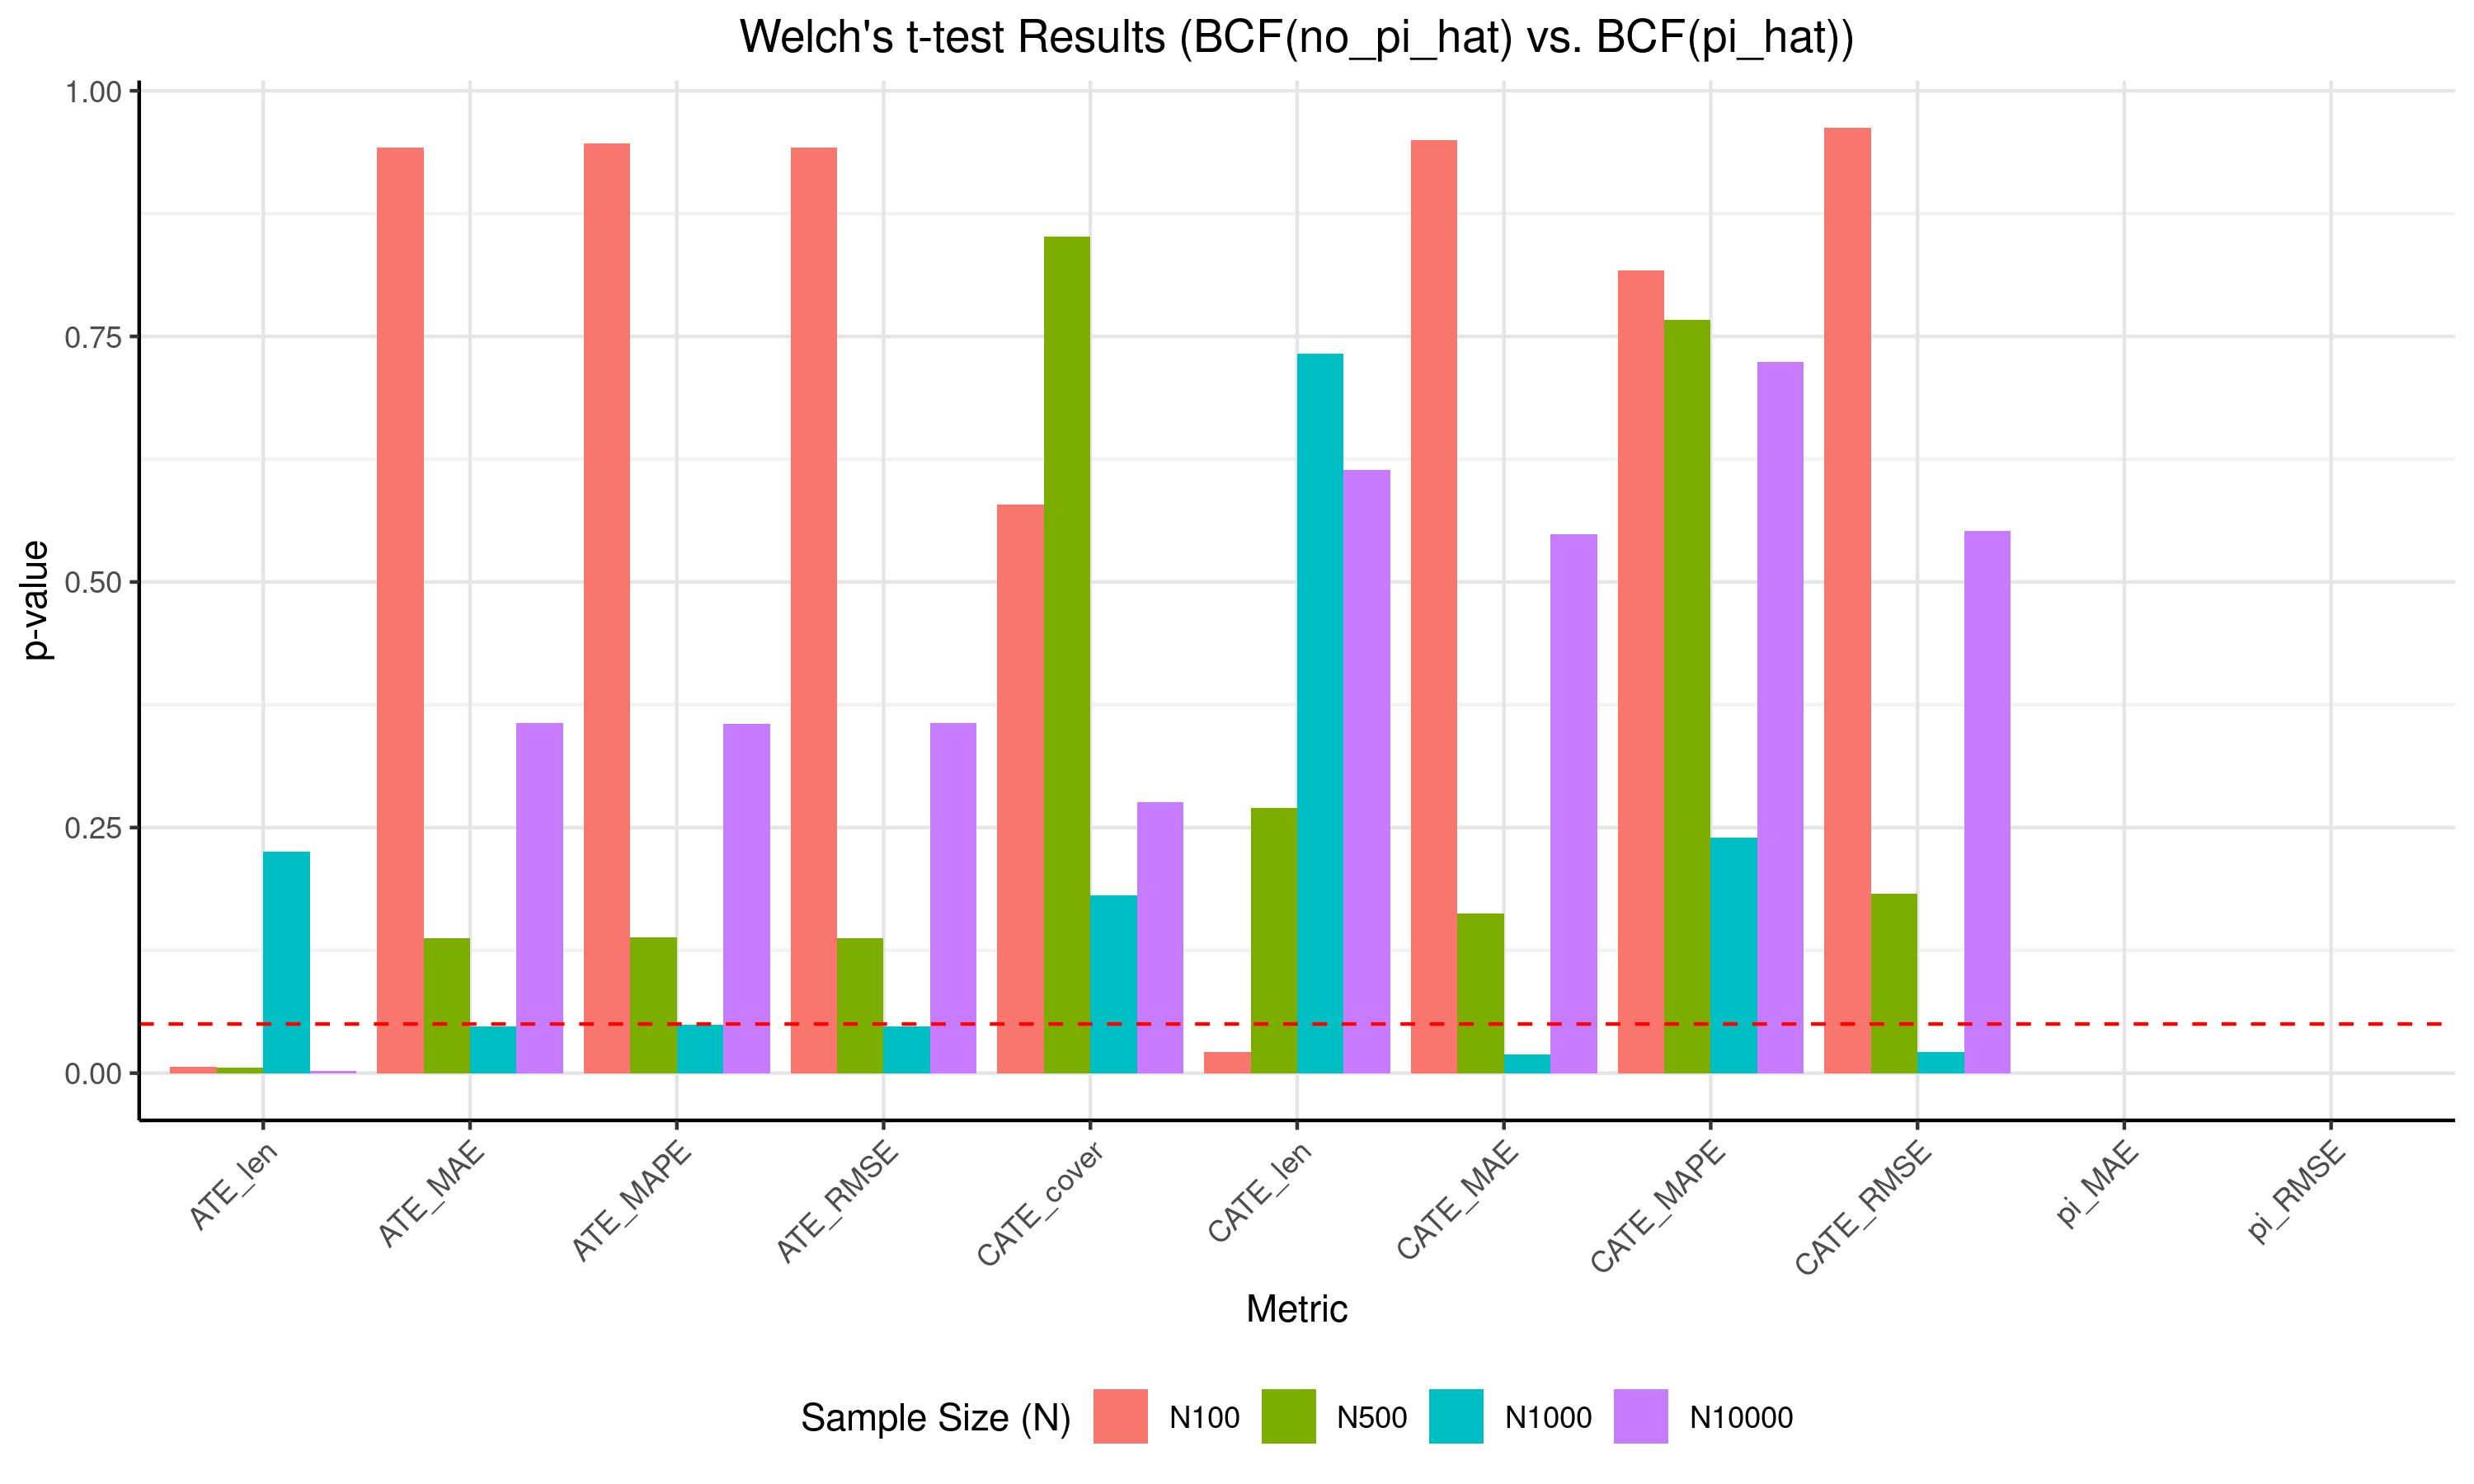 Welch's t-test Results (BCF(no_pi_hat) vs. BCF(pi_hat))
p-value
1.00
0.75
0.50
0.25
0.00
ATE_len
ATE_MAE
ATE_MAPE
ATE_RMSE
CATE_cover
CATE_len
CATE_MAE
CATE_MAPE
CATE_RMSE
pi_MAE
pi_RMSE
Metric
Sample Size (N) N100 N500 N1000 N10000